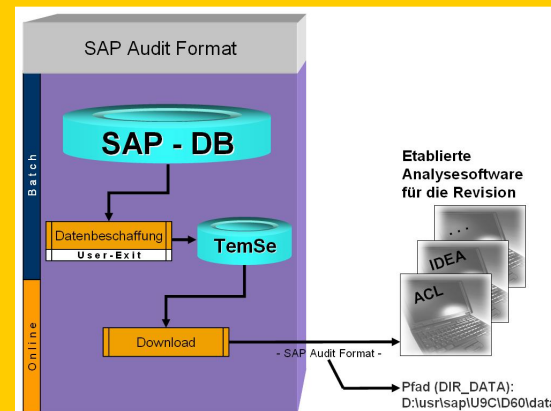 SAP Audit Format
Batch
SAP - DB
Etablierte
Analysesoftware
für die Revision
Datenbeschaffung
User-Exit
TemSe
. . .
IDEA
ACL
Online
Download
- SAP Audit Format -
Pfad (DIR_DATA):
D:\usr\sap\U9C\D60\data